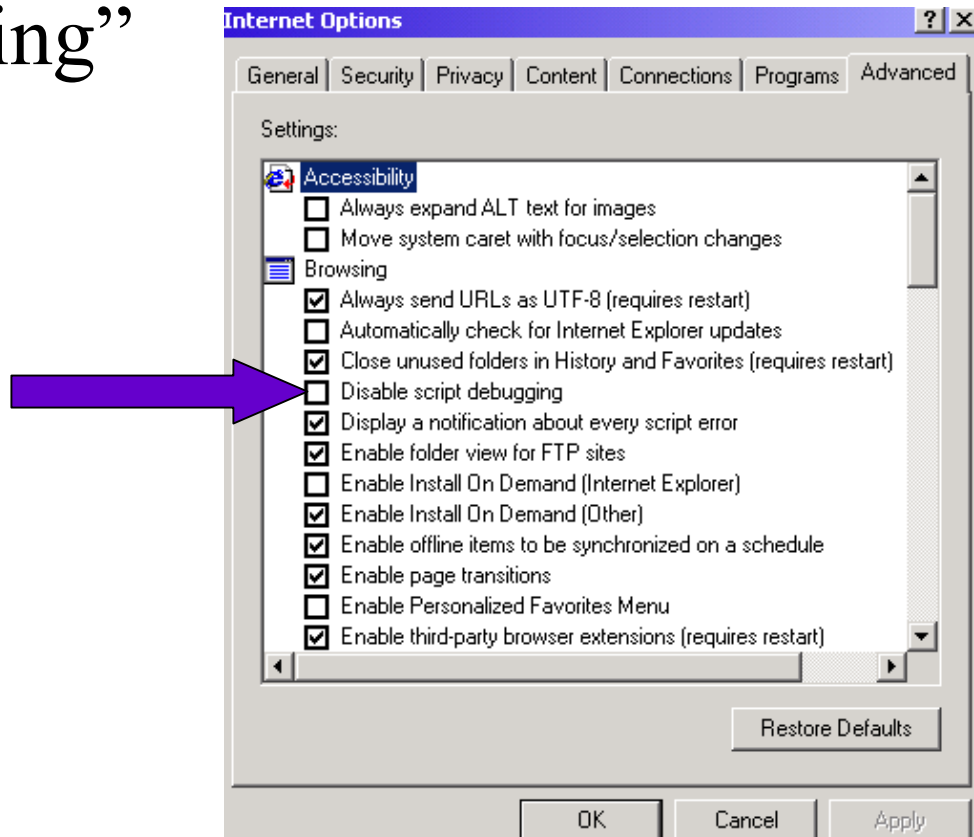 ing”
Internet Options
General Security Privacy Content Connections Programs Advanced
Settings:
Accessibility
Always expand ALT text for images
Move system caret with focus/selection changes
Browsing
Always send URLs as UTF-8 (requires restart)
Automatically check for Internet Explorer updates
Close unused folders in History and Favorites (requires restart)
Disable script debugging
Display a notification about every script error
Enable folder view for FTP sites
Enable Install On Demand (Internet Explorer)
Enable Install On Demand (Other)
Enable offline items to be synchronized on a schedule
Enable page transitions
Enable Personalized Favorites Menu
Enable third-party browser extensions (requires restart)
Restore Defaults
OK Cancel Apply